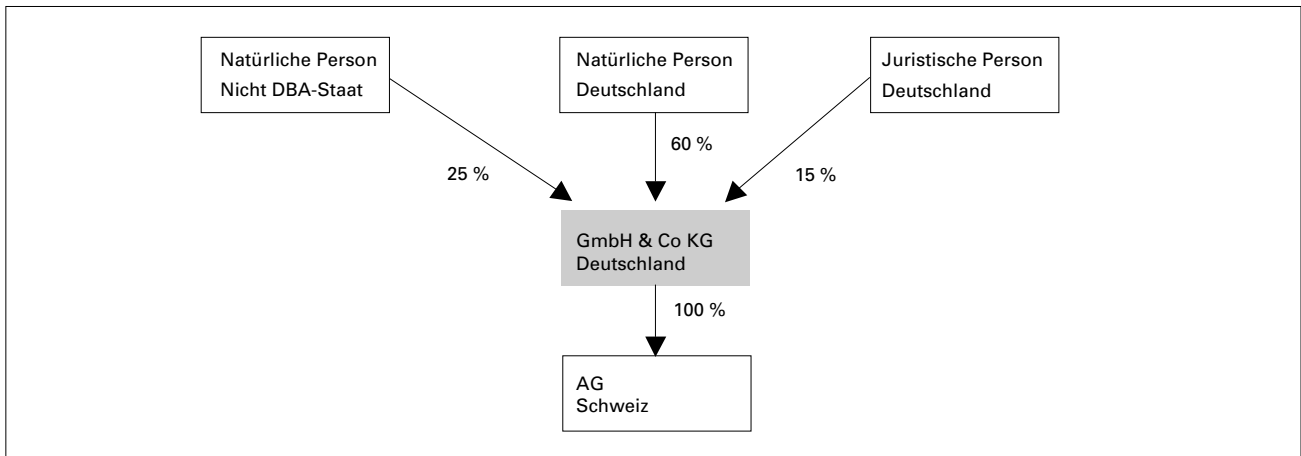 Natürliche Person
Nicht DBA-Staat
Natürliche Person
Deutschland
Juristische Person
Deutschland
25 %
60 %
15 %
GmbH & Co KG
Deutschland
100 %
AG
Schweiz